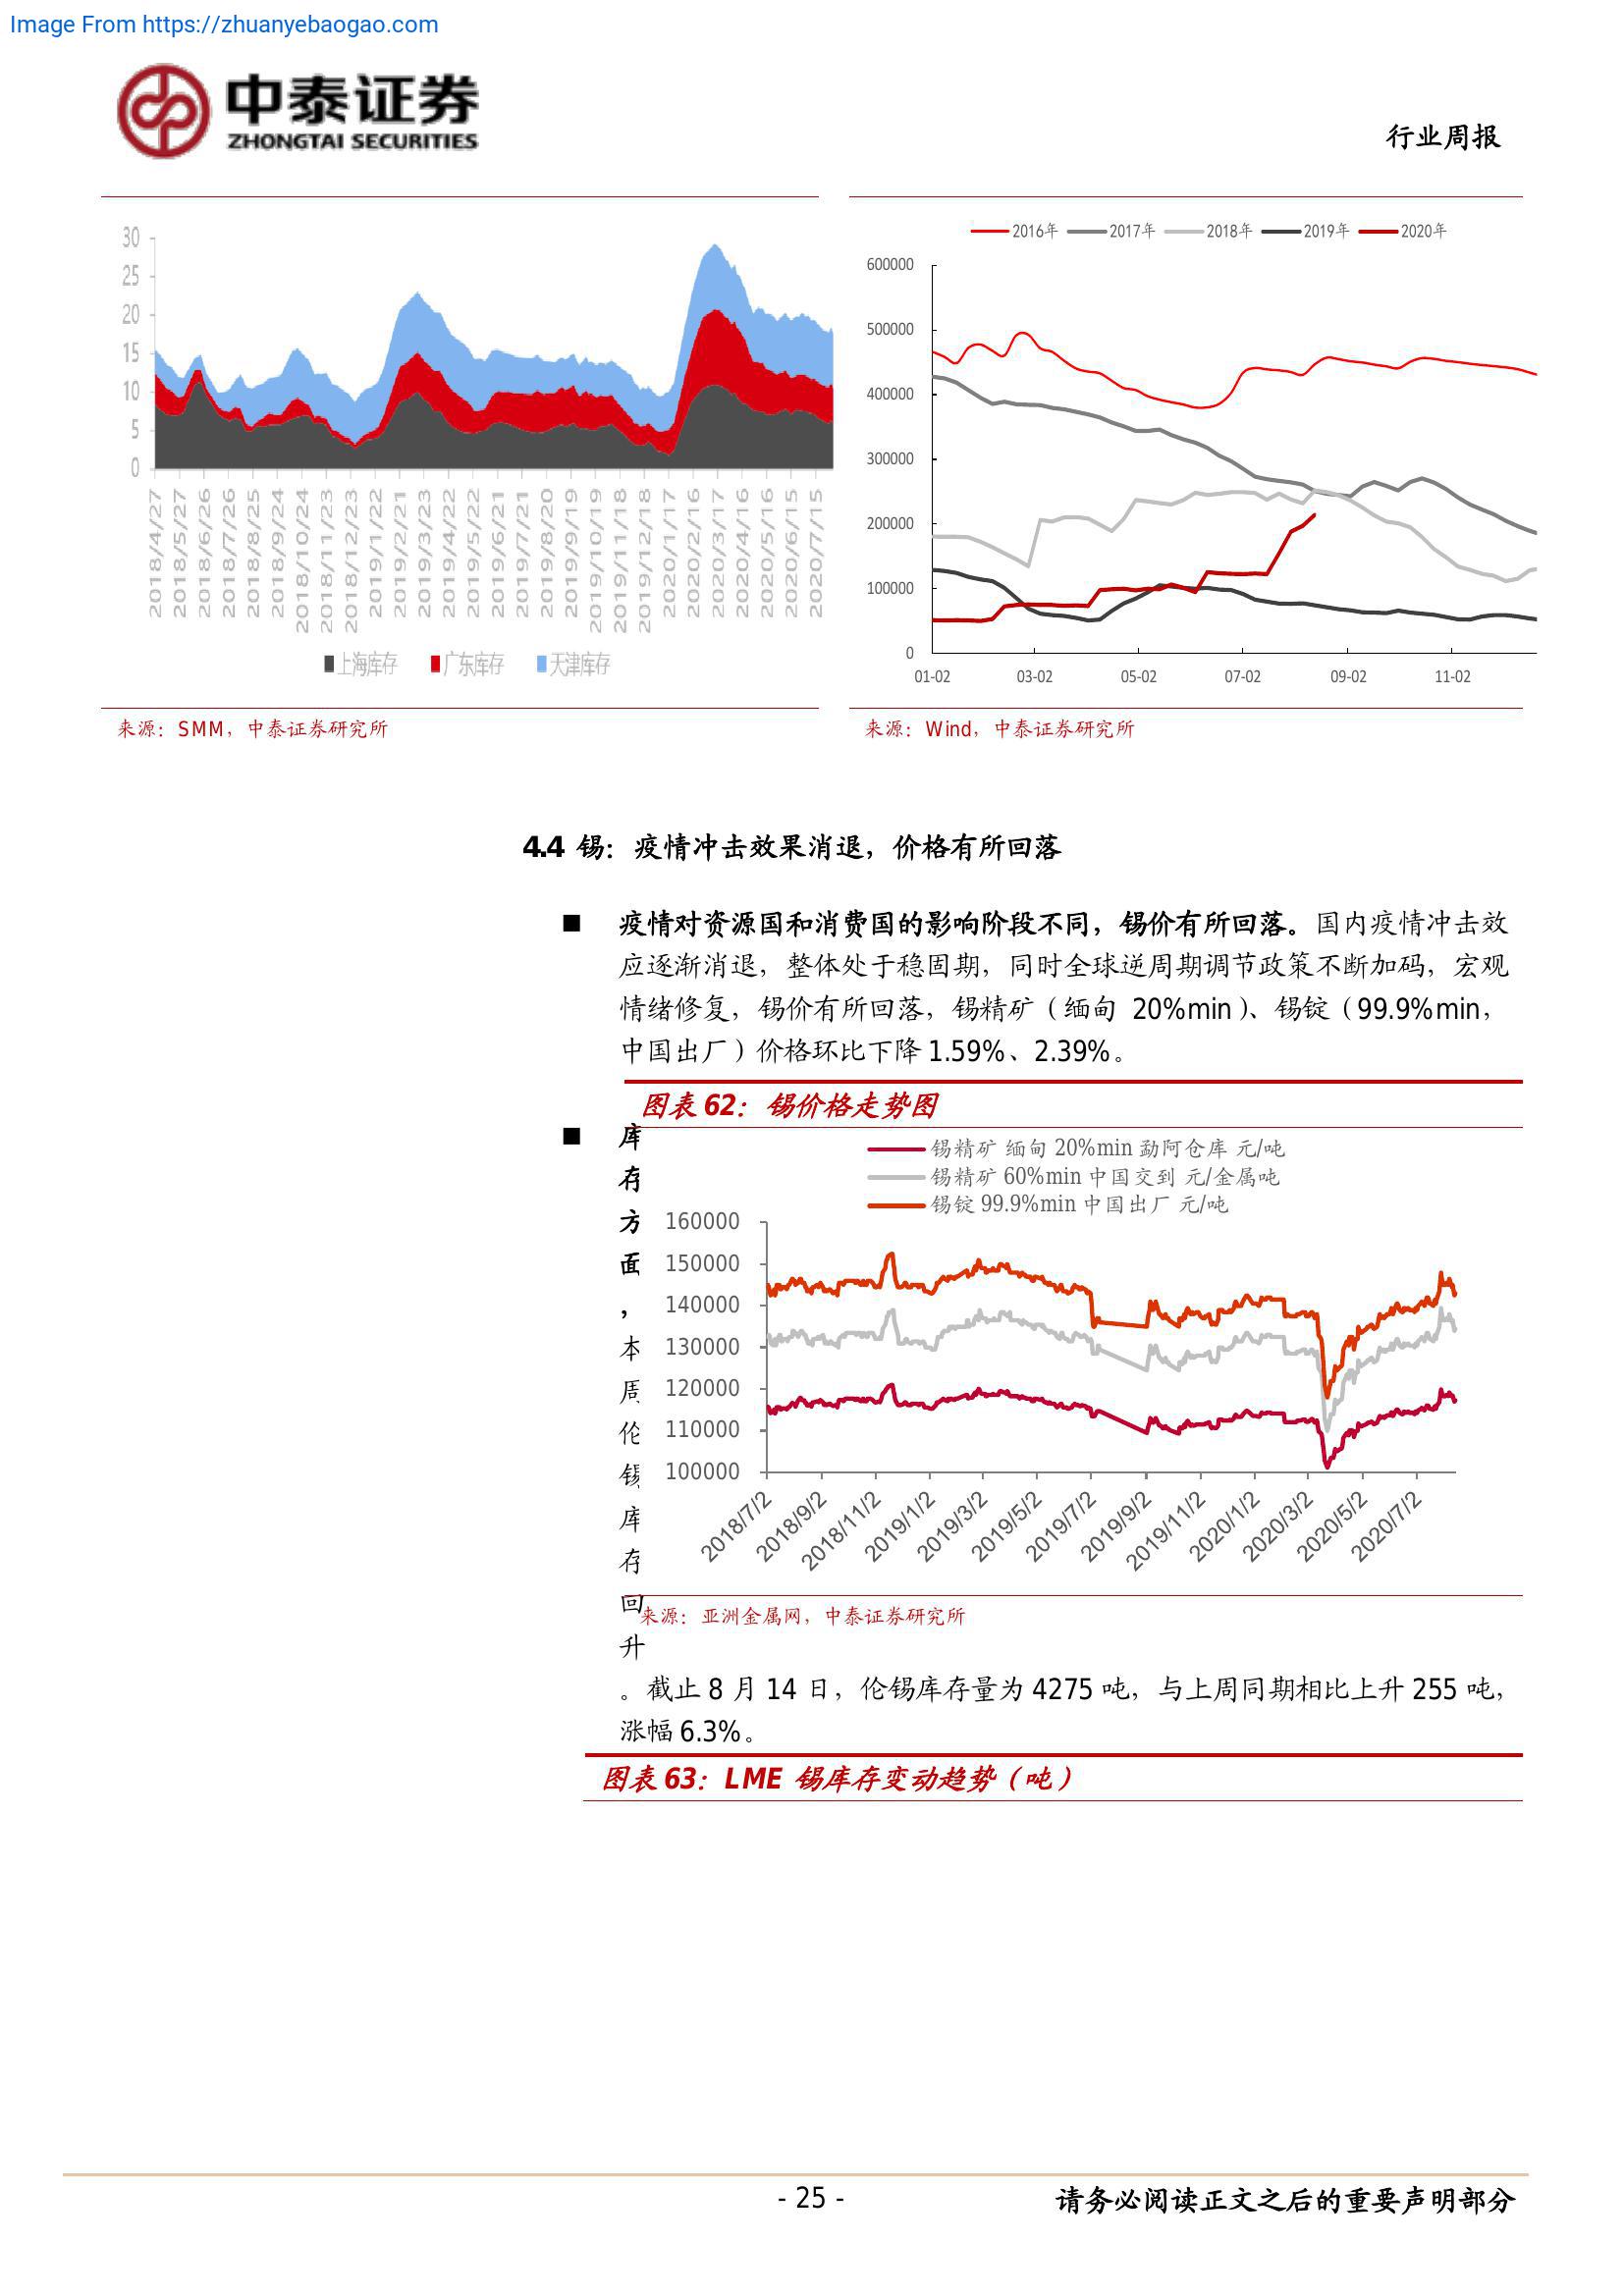 Image From https://zhuanyebaogao.com
中泰证券
ZHONGTAI SECURITIES
行业周报
30
25
20
15
10
5
0
2018/4/27
2018/5/27
2018/6/26
2018/7/26
2018/8/25
2018/9/24
2018/10/24
2018/11/23
2018/12/23
2019/1/22
2019/2/21
2019/3/23
2019/4/22
2019/5/22
2019/6/21
2019/7/21
2019/8/20
2019/9/19
2019/10/19
2019/11/18
2019/12/18
2020/1/17
2020/2/16
2020/3/17
2020/4/16
2020/5/16
2020/6/15
2020/7/15
上海库存 广东库存 天津库存
来源：SMM，中泰证券研究所
2016年 2017年 2018年 2019年 2020年
600000
500000
400000
300000
200000
100000
0
01-02 03-02 05-02 07-02 09-02 11-02
来源：Wind，中泰证券研究所
4.4 锡：疫情冲击效果消退，价格有所回落
■ 疫情对资源国和消费国的影响阶段不同，锡价有所回落。国内疫情冲击效
应逐渐消退，整体处于稳固期，同时全球逆周期调节政策不断加码，宏观
情绪修复，锡价有所回落，锡精矿（缅甸 20%min）、锡锭（99.9%min，
中国出厂）价格环比下降 1.59%、2.39%。
图表 62：锡价格走势图
锡精矿 缅甸 20%min 勐阿仓库 元/吨
锡精矿 60%min 中国交到 元/金属吨
锡锭 99.9%min 中国出厂 元/吨
160000
150000
140000
130000
120000
110000
100000
2018/7/2
2018/9/2
2018/11/2
2019/1/2
2019/3/2
2019/5/2
2019/7/2
2019/9/2
2019/11/2
2020/1/2
2020/3/2
2020/5/2
2020/7/2
来源：亚洲金属网，中泰证券研究所
■ 库
存
方
面
，
本
周
伦
锡
库
存
回
升
。截止 8 月 14 日，伦锡库存量为 4275 吨，与上周同期相比上升 255 吨，
涨幅 6.3%。
图表 63：LME 锡库存变动趋势（吨）
- 25 -
请务必阅读正文之后的重要声明部分